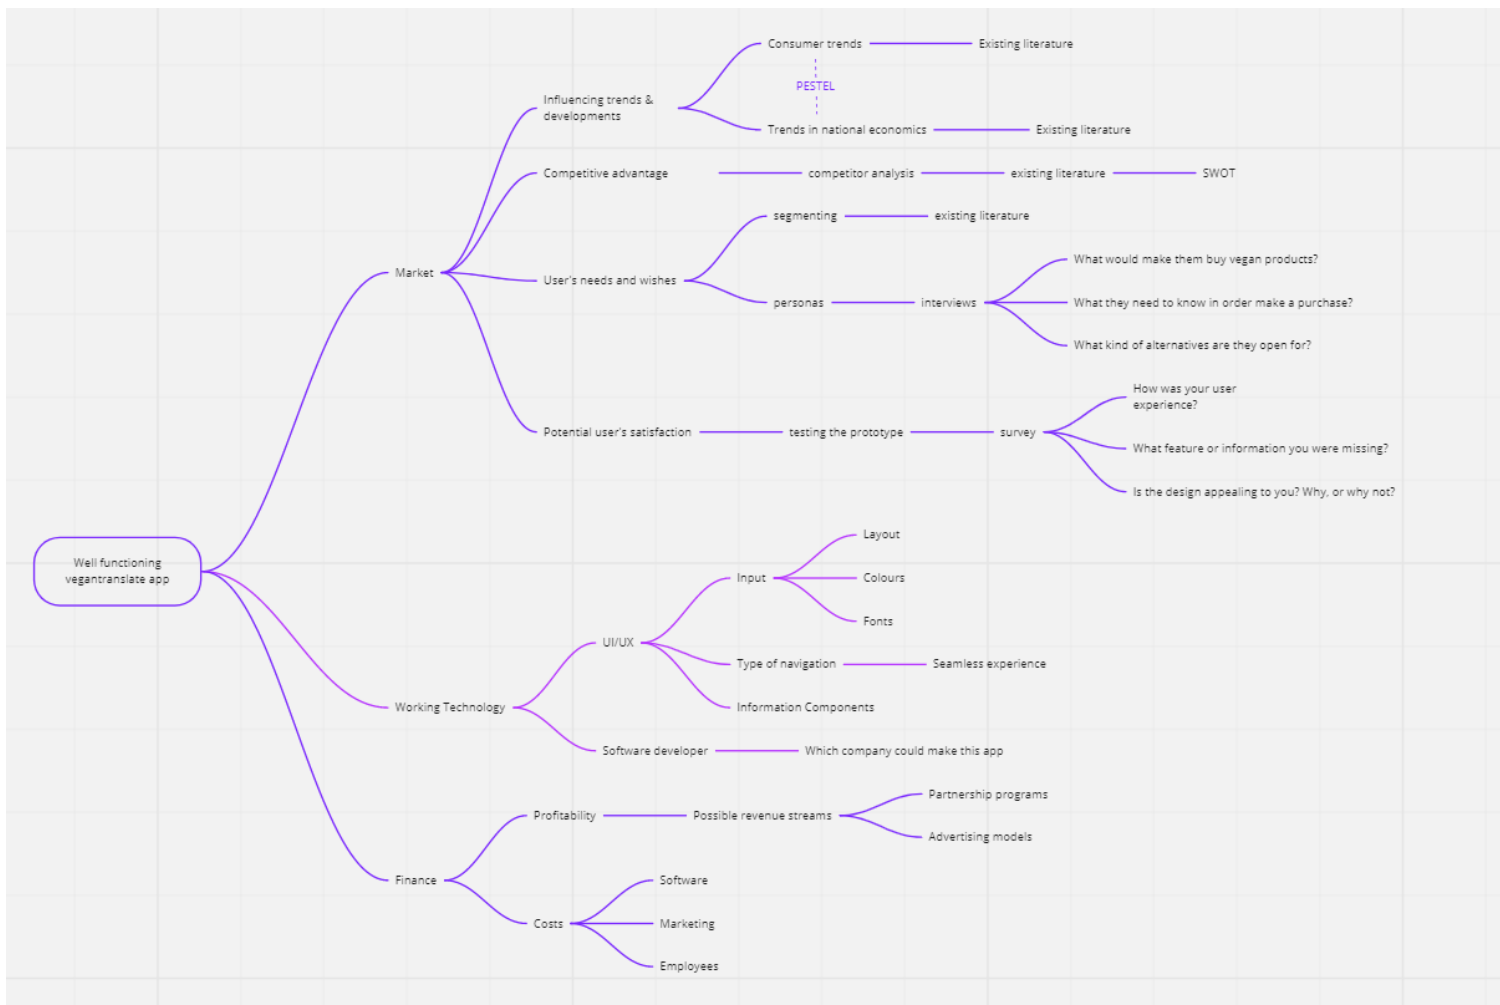 Consumer trends
Existing literature
PESTEL
Influencing trends &
developments
Trends in national economics
Existing literature
Competitive advantage
competitor analysis
existing literature
SWOT
segmenting
existing literature
Market
User's needs and wishes
personas
interviews
What would make them buy vegan products?
What they need to know in order make a purchase?
What kind of alternatives are they open for?
Potential user's satisfaction
testing the prototype
survey
How was your user
experience?
What feature or information you were missing?
Is the design appealing to you? Why, or why not?
Well functioning
vegantranslate app
Working Technology
UI/UX
Input
Layout
Colours
Fonts
Type of navigation
Seamless experience
Information Components
Software developer
Which company could make this app
Finance
Profitability
Possible revenue streams
Partnership programs
Advertising models
Costs
Software
Marketing
Employees